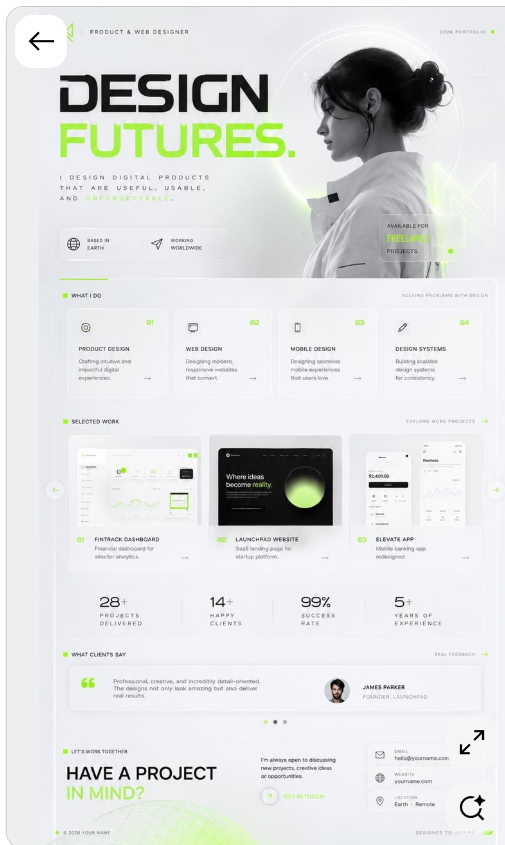 PRODUCT & WEB DESIGNER
2026 PORTFOLIO
DESIGN
FUTURES.
I DESIGN DIGITAL PRODUCTS
THAT ARE USEFUL, USABLE,
AND UNFORGETTABLE.
BASED IN
EARTH
WORKING
WORLDWIDE
AVAILABLE FOR
FREELANCE
PROJECTS
WHAT I DO
SOLVING PROBLEMS WITH DESIGN
01
PRODUCT DESIGN
Crafting intuitive and
impactful digital
experiences.
02
WEB DESIGN
Designing modern,
responsive websites
that convert.
03
MOBILE DESIGN
Designing seamless
mobile experiences
that users love.
04
DESIGN SYSTEMS
Building scalable
design systems
for consistency.
SELECTED WORK
EXPLORE MORE PROJECTS
Where ideas
become reality.
$2,420.00
01 FINTRACK DASHBOARD
Financial dashboard for
smarter analytics.
02 LAUNCHPAD WEBSITE
SaaS landing page for
startup platform.
03 ELEVATE APP
Mobile banking app
redesigned.
28+
PROJECTS
DELIVERED
14+
HAPPY
CLIENTS
99%
SUCCESS
RATE
5+
YEARS OF
EXPERIENCE
WHAT CLIENTS SAY
REAL FEEDBACK
Professional, creative, and incredibly detail-oriented.
The designs not only look amazing but also deliver
real results.
JAMES PARKER
FOUNDER, LAUNCHPAD
LET'S WORK TOGETHER
HAVE A PROJECT
IN MIND?
I'm always open to discussing
new projects, creative ideas
or opportunities.
GET IN TOUCH
EMAIL
hello@yourname.com
WEBSITE
yourname.com
LOCATION
Earth - Remote
© 2026 YOUR NAME
DESIGNED TO INSPIRE